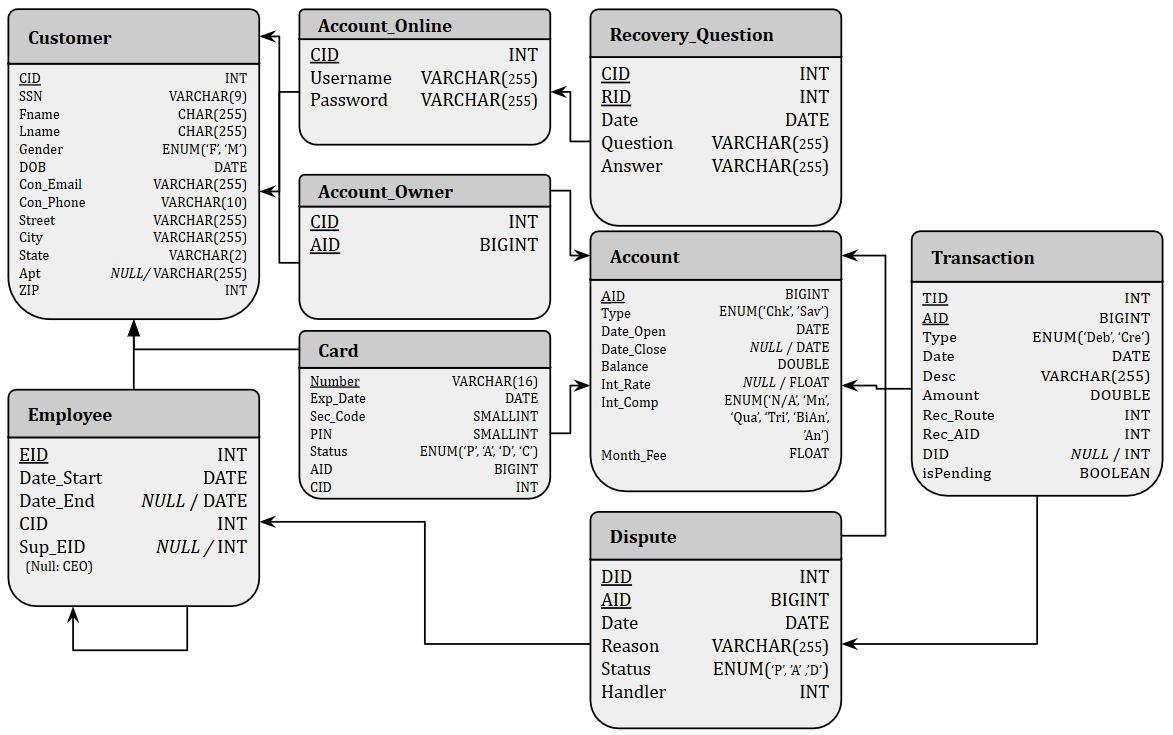 Customer
CID INT
SSN VARCHAR(9)
Fname CHAR(255)
Lname CHAR(255)
Gender ENUM(‘F’, ‘M’)
DOB DATE
Con_Email VARCHAR(255)
Con_Phone VARCHAR(10)
Street VARCHAR(255)
City VARCHAR(255)
State VARCHAR(2)
Apt NULL/ VARCHAR(255)
ZIP INT
Account_Online
CID INT
Username VARCHAR(255)
Password VARCHAR(255)
Recovery_Question
CID INT
RID INT
Date DATE
Question VARCHAR(255)
Answer VARCHAR(255)
Account_Owner
CID INT
AID BIGINT
Account
AID BIGINT
Type ENUM(‘Chk’, ’Sav’)
Date_Open DATE
Date_Close NULL / DATE
Balance DOUBLE
Int_Rate NULL / FLOAT
Int_Comp ENUM(‘N/A’, ‘Mn’,
‘Qua’, ‘Tri’, ‘BiAn’,
’An’)
Month_Fee FLOAT
Transaction
TID INT
AID BIGINT
Type ENUM(‘Deb’, ‘Cre’)
Date DATE
Desc VARCHAR(255)
Amount DOUBLE
Rec_Route INT
Rec_AID INT
DID NULL / INT
isPending BOOLEAN
Card
Number VARCHAR(16)
Exp_Date DATE
Sec_Code SMALLINT
PIN SMALLINT
Status ENUM(‘P’, ‘A’, ‘D’, ‘C’)
AID BIGINT
CID INT
Employee
EID INT
Date_Start DATE
Date_End NULL / DATE
CID INT
Sup_EID NULL / INT
(Null: CEO)
Dispute
DID INT
AID BIGINT
Date DATE
Reason VARCHAR(255)
Status ENUM(‘P’, ‘A’ ,‘D’)
Handler INT